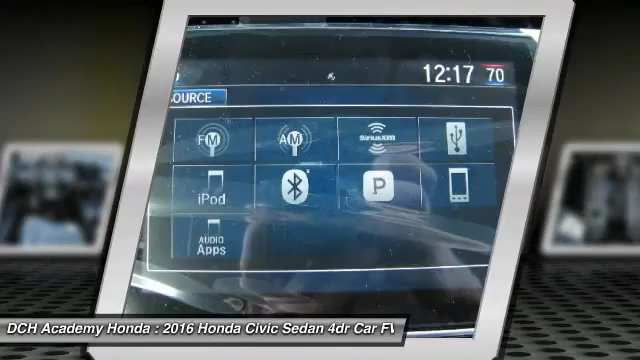 12:17 70
SOURCE
FM AM SiriusXM
iPod P
AUDIO
Apps
DCH Academy Honda : 2016 Honda Civic Sedan 4dr Car F